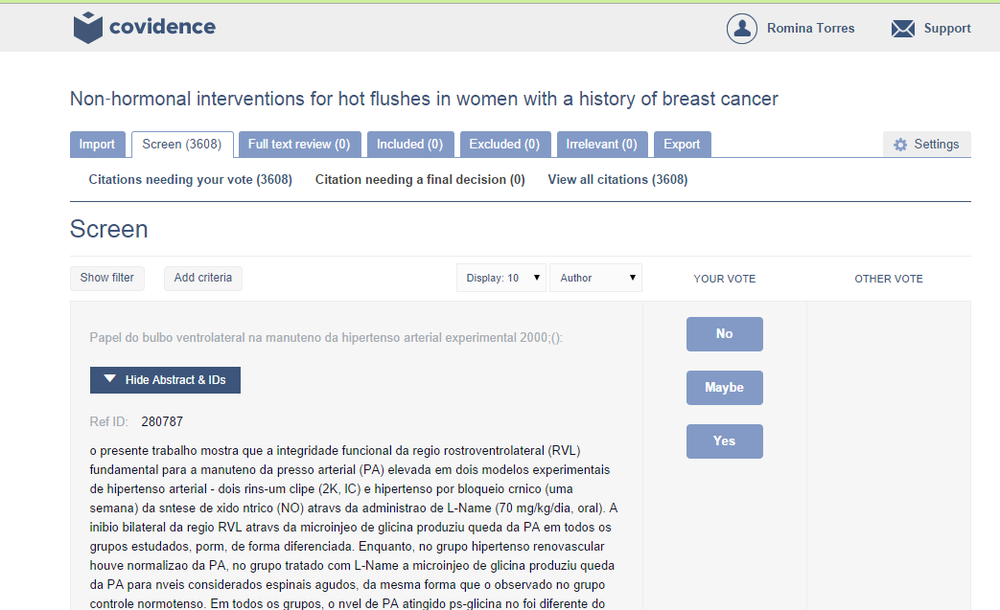 covidence
Romina Torres
Support
Non-hormonal interventions for hot flushes in women with a history of breast cancer
Import
Screen (3608)
Full text review (0)
Included (0)
Excluded (0)
Irrelevant (0)
Export
Settings
Citations needing your vote (3608)
Citation needing a final decision (0)
View all citations (3608)
Screen
Show filter
Add criteria
Display: 10
Author
YOUR VOTE
OTHER VOTE
Papel do bulbo ventrolateral na manuteno da hipertenso arterial experimental 2000;():
No
Hide Abstract & IDs
Maybe
Ref ID: 280787
Yes
o presente trabalho mostra que a integridade funcional da regio rostroventrolateral (RVL)
fundamental para a manuteno da presso arterial (PA) elevada em dois modelos experimentais
de hipertenso arterial - dois rins-um clipe (2K, IC) e hipertenso por bloqueio crnico (uma
semana) da sntese de xido ntrico (NO) atravs da administrao de L-Name (70 mg/kg/dia, oral). A
inibio bilateral da regio RVL atravs da microinjeo de glicina produziu queda da PA em todos os
grupos estudados, porm, de forma diferenciada. Enquanto, no grupo hipertenso renovascular
houve normalizao da PA, no grupo tratado com L-Name a microinjeo de glicina produziu queda
da PA para nveis considerados espinais agudos, da mesma forma que o observado no grupo
controle normotenso. Em todos os grupos, o nvel de PA atingido ps-glicina no foi diferente do